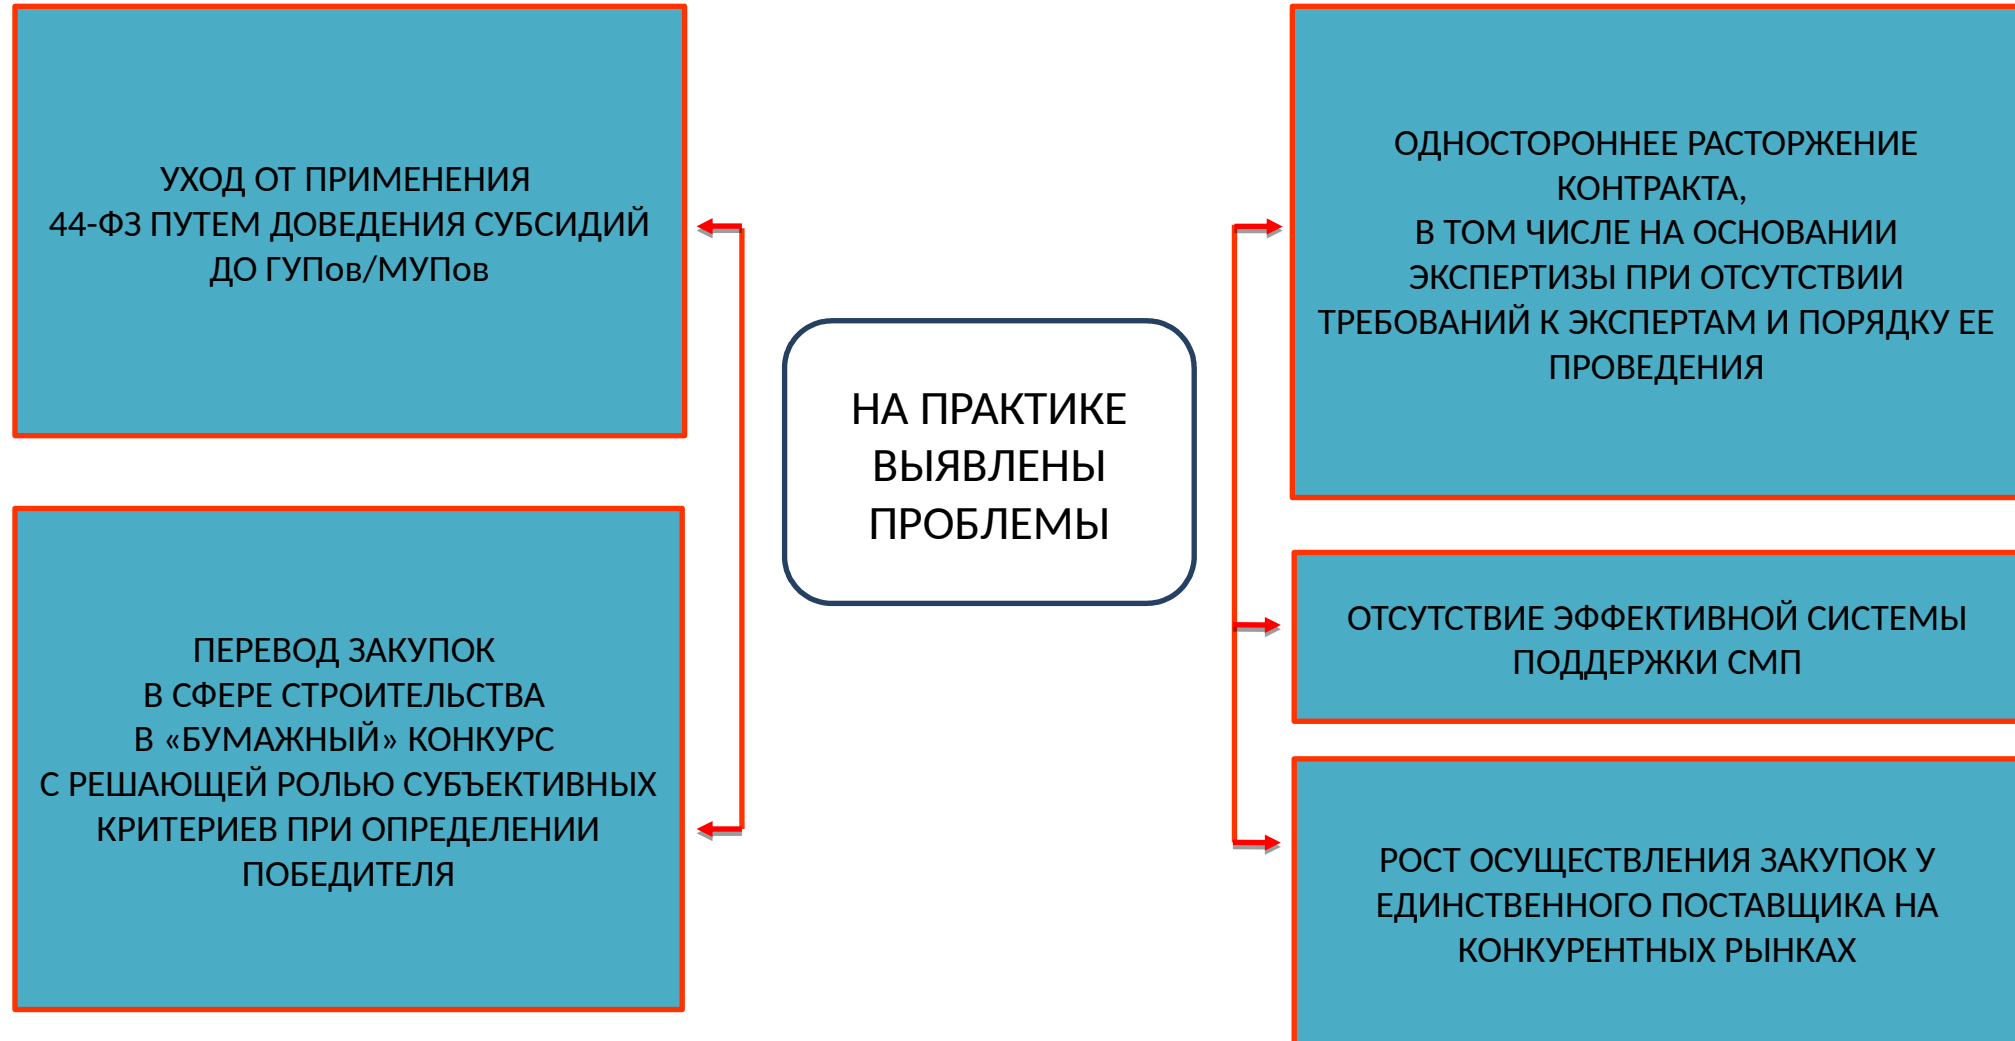 УХОД ОТ ПРИМЕНЕНИЯ
44-ФЗ ПУТЕМ ДОВЕДЕНИЯ СУБСИДИЙ
ДО ГУПов/МУПов
ПЕРЕВОД ЗАКУПОК
В СФЕРЕ СТРОИТЕЛЬСТВА
В «БУМАЖНЫЙ» КОНКУРС
С РЕШАЮЩЕЙ РОЛЬЮ СУБЪЕКТИВНЫХ
КРИТЕРИЕВ ПРИ ОПРЕДЕЛЕНИИ
ПОБЕДИТЕЛЯ
НА ПРАКТИКЕ
ВЫЯВЛЕНЫ
ПРОБЛЕМЫ
ОДНОСТОРОННЕЕ РАСТОРЖЕНИЕ
КОНТРАКТА,
В ТОМ ЧИСЛЕ НА ОСНОВАНИИ
ЭКСПЕРТИЗЫ ПРИ ОТСУТСТВИИ
ТРЕБОВАНИЙ К ЭКСПЕРТАМ И ПОРЯДКУ ЕЕ
ПРОВЕДЕНИЯ
ОТСУТСТВИЕ ЭФФЕКТИВНОЙ СИСТЕМЫ
ПОДДЕРЖКИ СМП
РОСТ ОСУЩЕСТВЛЕНИЯ ЗАКУПОК У
ЕДИНСТВЕННОГО ПОСТАВЩИКА НА
КОНКУРЕНТНЫХ РЫНКАХ